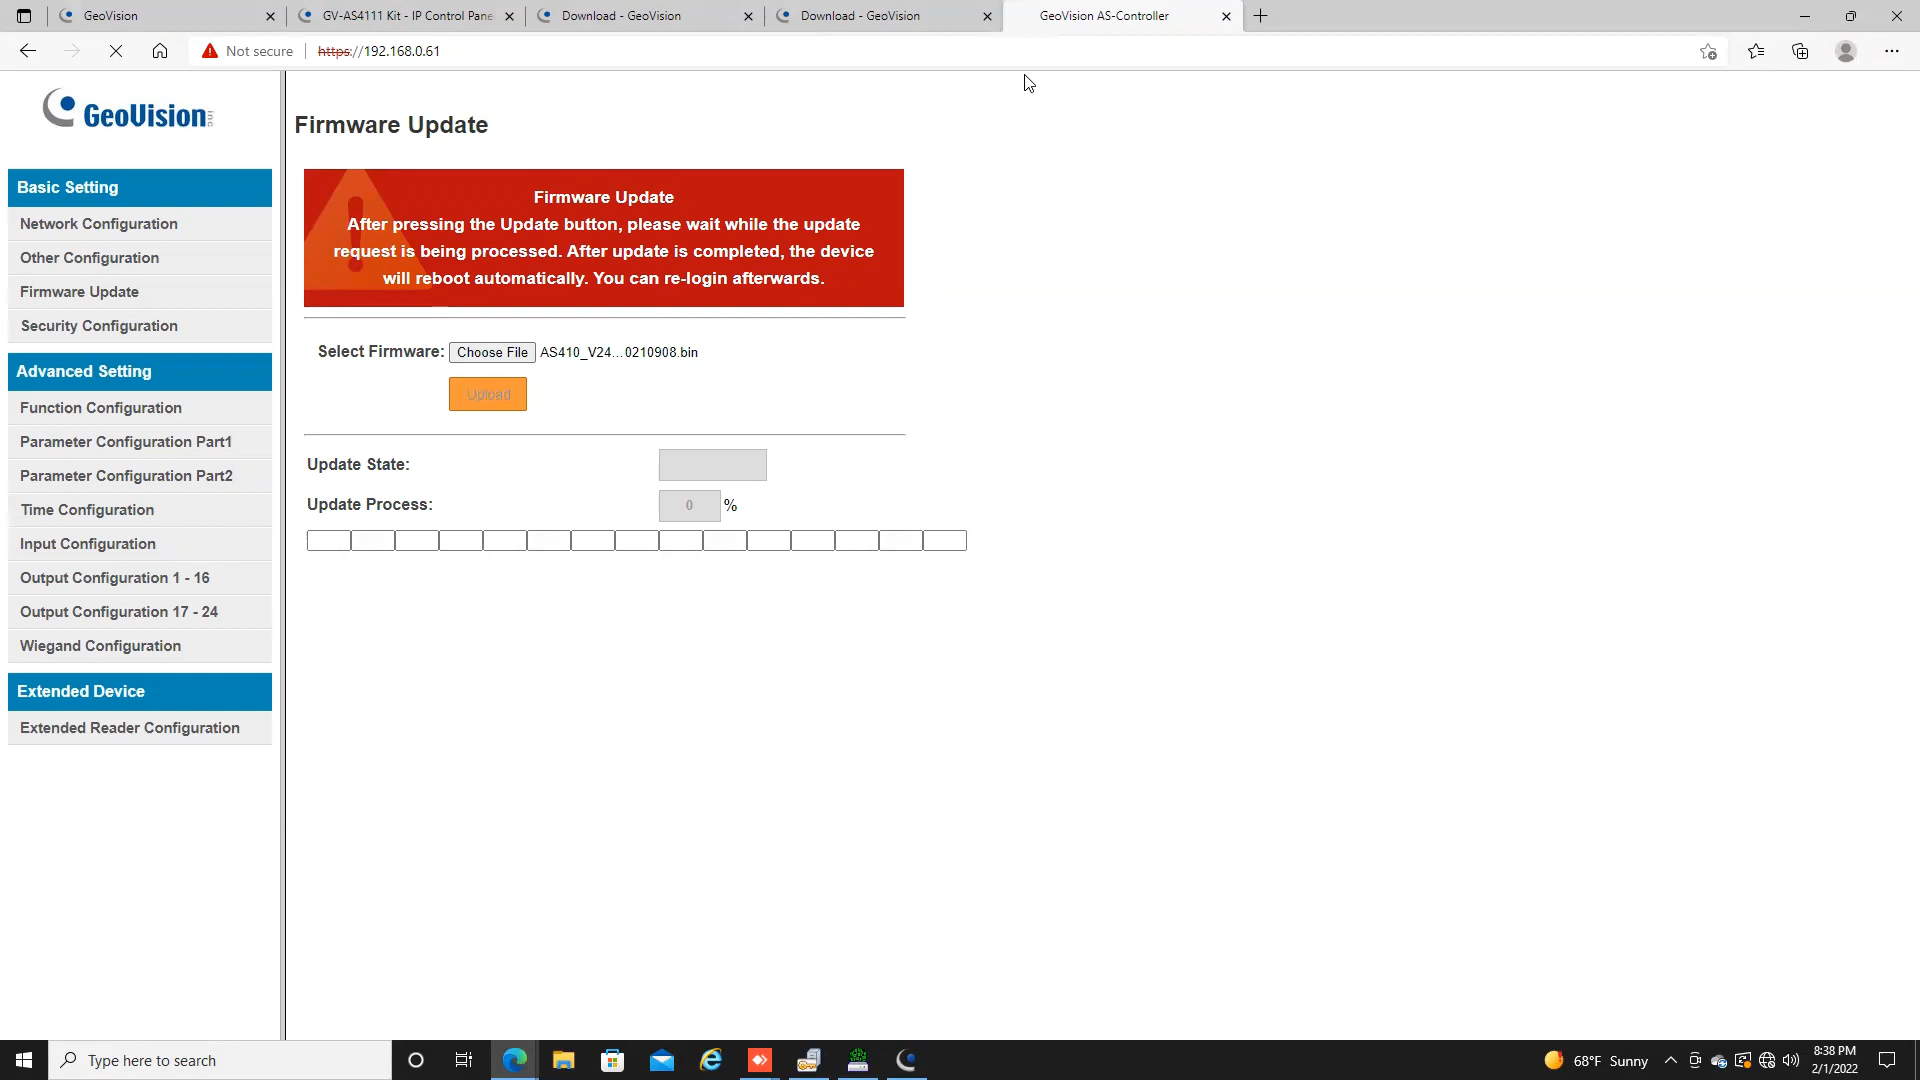 GeoVision
GV-AS4111 Kit - IP Control Pane
Download - GeoVision
Download - GeoVision
GeoVision AS-Controller
Not secure
https://192.168.0.61
GeoVision Inc
Basic Setting
Network Configuration
Other Configuration
Firmware Update
Security Configuration
Advanced Setting
Function Configuration
Parameter Configuration Part1
Parameter Configuration Part2
Time Configuration
Input Configuration
Output Configuration 1 - 16
Output Configuration 17 - 24
Wiegand Configuration
Extended Device
Extended Reader Configuration
Firmware Update
Firmware Update
After pressing the Update button, please wait while the update
request is being processed. After update is completed, the device
will reboot automatically. You can re-login afterwards.
Select Firmware: Choose File AS410_V24...0210908.bin
Upload
Update State:
Update Process: 0 %
Type here to search
68°F Sunny
8:38 PM
2/1/2022